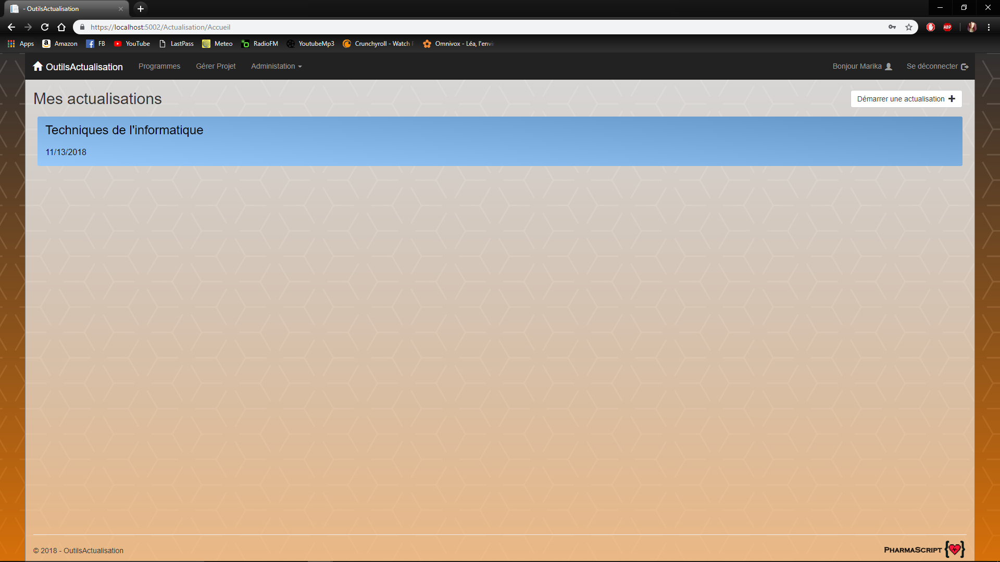 - OutilsActualisation
https://localhost:5002/Actualisation/Accueil
ABP
Apps Amazon FB YouTube LastPass Meteo RadioFM YoutubeMp3 Crunchyroll - Watch Omnivox - Léa, l'envi
OutilsActualisation Programmes Gérer Projet Administation Bonjour Marika Se déconnecter
Mes actualisations Démarrer une actualisation
Techniques de l'informatique
11/13/2018
© 2018 - OutilsActualisation PharmaScript